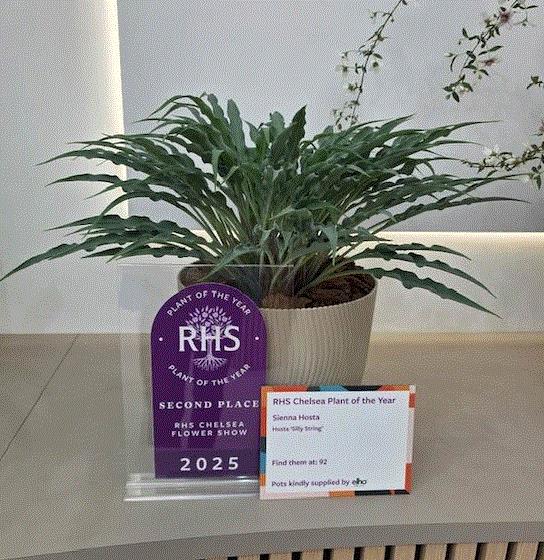 PLANT OF THE YEAR
RHS
PLANT OF THE YEAR
SECOND PLACE
RHS CHELSEA
FLOWER SHOW
2025
RHS Chelsea Plant of the Year
Sienna Hosta
Hosta 'Silly String'
Find them at: 92
Pots kindly supplied by elho